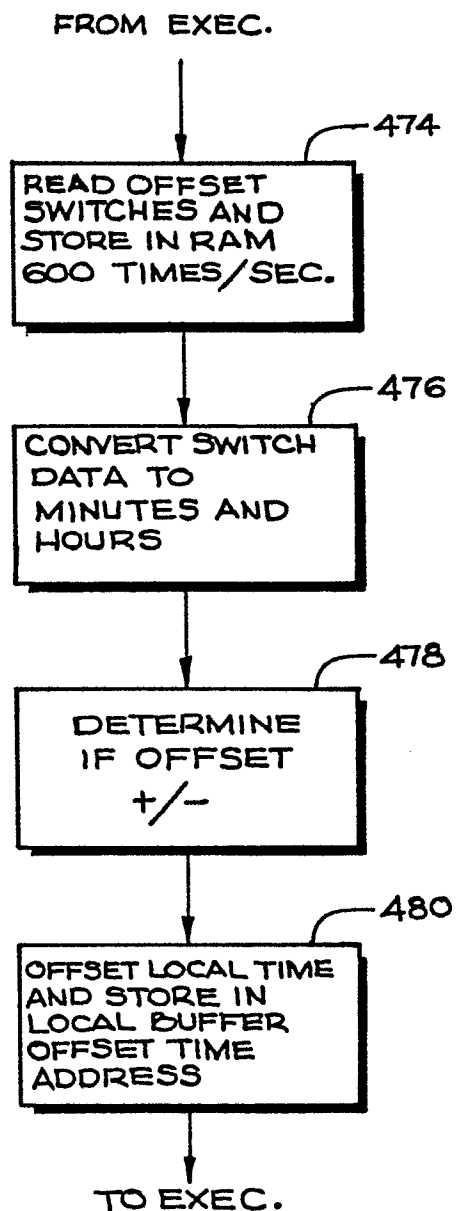 FROM EXEC.
474
READ OFFSET
SWITCHES AND
STORE IN RAM
600 TIMES/SEC.
476
CONVERT SWITCH
DATA TO
MINUTES AND
HOURS
478
DETERMINE
IF OFFSET
+/-
480
OFFSET LOCAL TIME
AND STORE IN
LOCAL BUFFER
OFFSET TIME
ADDRESS
TO EXEC.